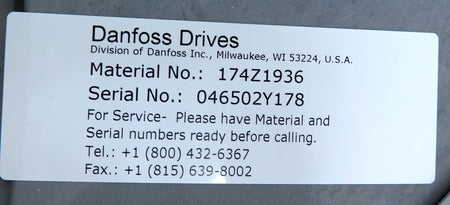 Danfoss Drives
Division of Danfoss Inc., Milwaukee, WI 53224, U.S.A.
Material No.: 174Z1936
Serial No.: 046502Y178
For Service- Please have Material and
Serial numbers ready before calling.
Tel.: +1 (800) 432-6367
Fax.: +1 (815) 639-8002